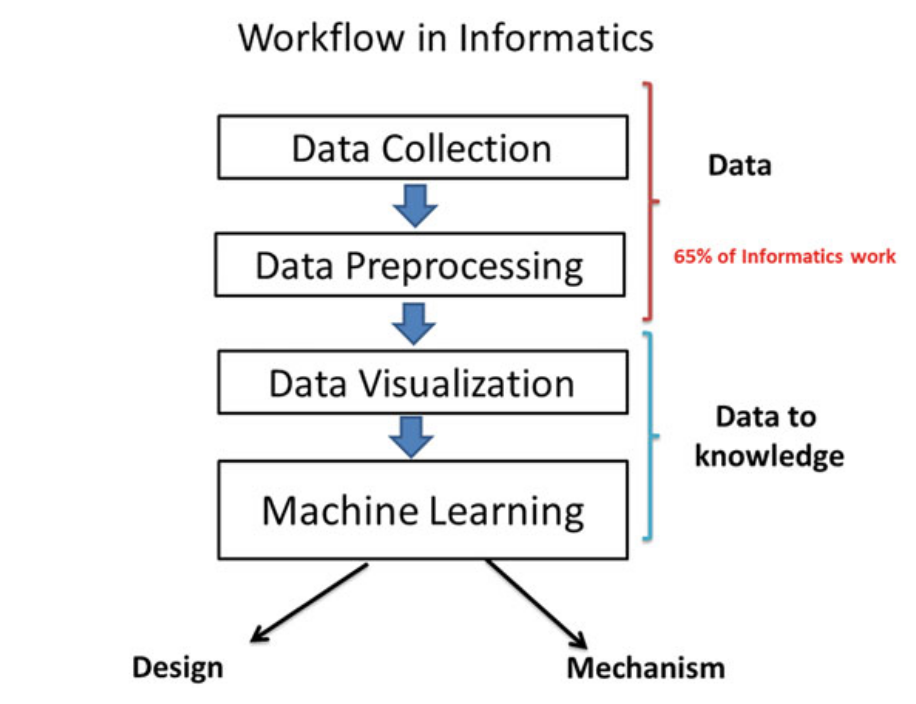 Workflow in Informatics
Data Collection
Data
Data Preprocessing
65% of Informatics work
Data Visualization
Data to
knowledge
Machine Learning
Design
Mechanism